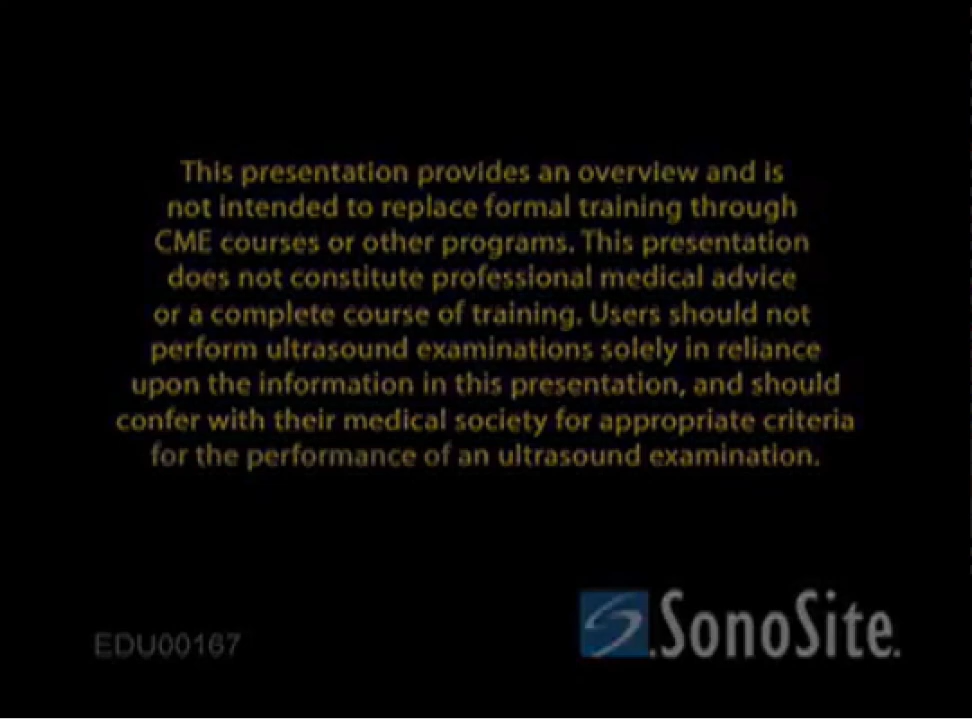 This presentation provides an overview and is
not intended to replace formal training through
CME courses or other programs. This presentation
does not constitute professional medical advice
or a complete course of training. Users should not
perform ultrasound examinations solely in reliance
upon the information in this presentation, and should
confer with their medical society for appropriate criteria
for the performance of an ultrasound examination.
EDU00167
SonoSite.